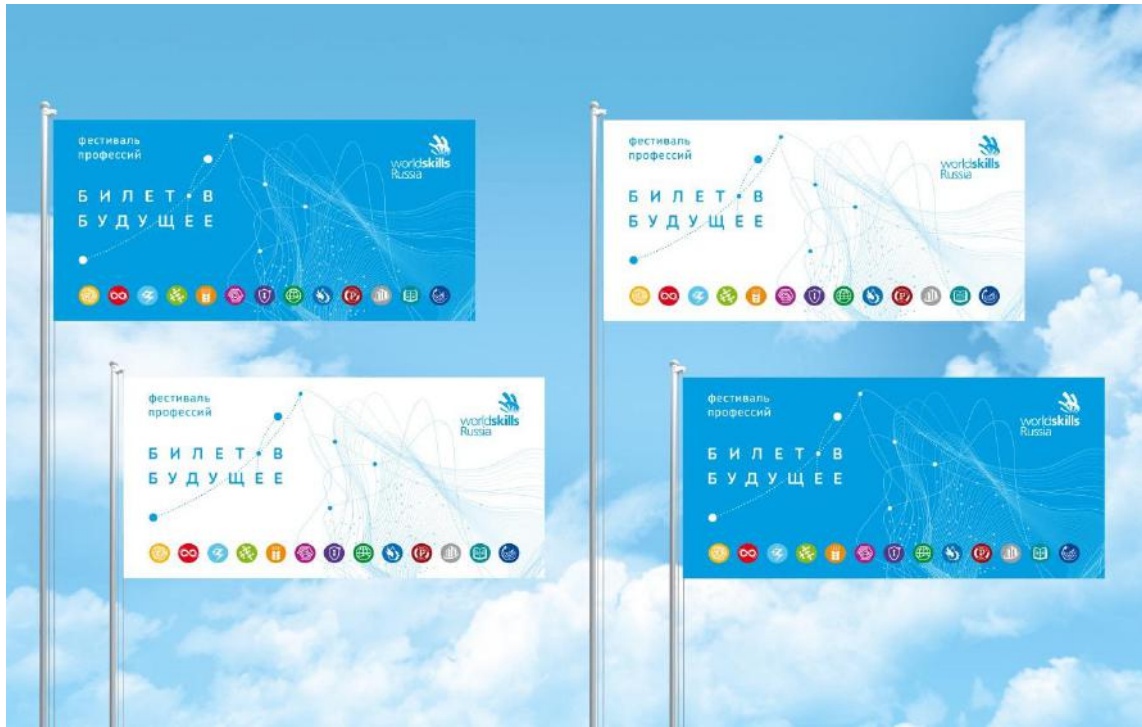 фестиваль
профессий
БИЛЕТ • В
БУДУЩЕЕ
worldskills
Russia
фестиваль
профессий
БИЛЕТ • В
БУДУЩЕЕ
worldskills
Russia
фестиваль
профессий
БИЛЕТ • В
БУДУЩЕЕ
worldskills
Russia
фестиваль
профессий
БИЛЕТ • В
БУДУЩЕЕ
worldskills
Russia